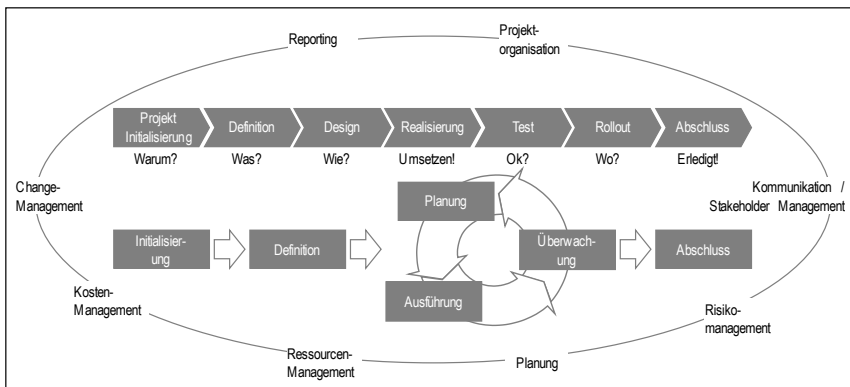 Reporting
Projekt-
organisation
Projekt
Initialisierung
Definition
Design
Realisierung
Test
Rollout
Abschluss
Warum?
Was?
Wie?
Umsetzen!
Ok?
Wo?
Erledigt!
Change-
Management
Kommunikation /
Stakeholder Management
Planung
Initialisier-
ung
Definition
Überwach-
ung
Abschluss
Ausführung
Kosten-
Management
Risiko-
management
Ressourcen-
Management
Planung